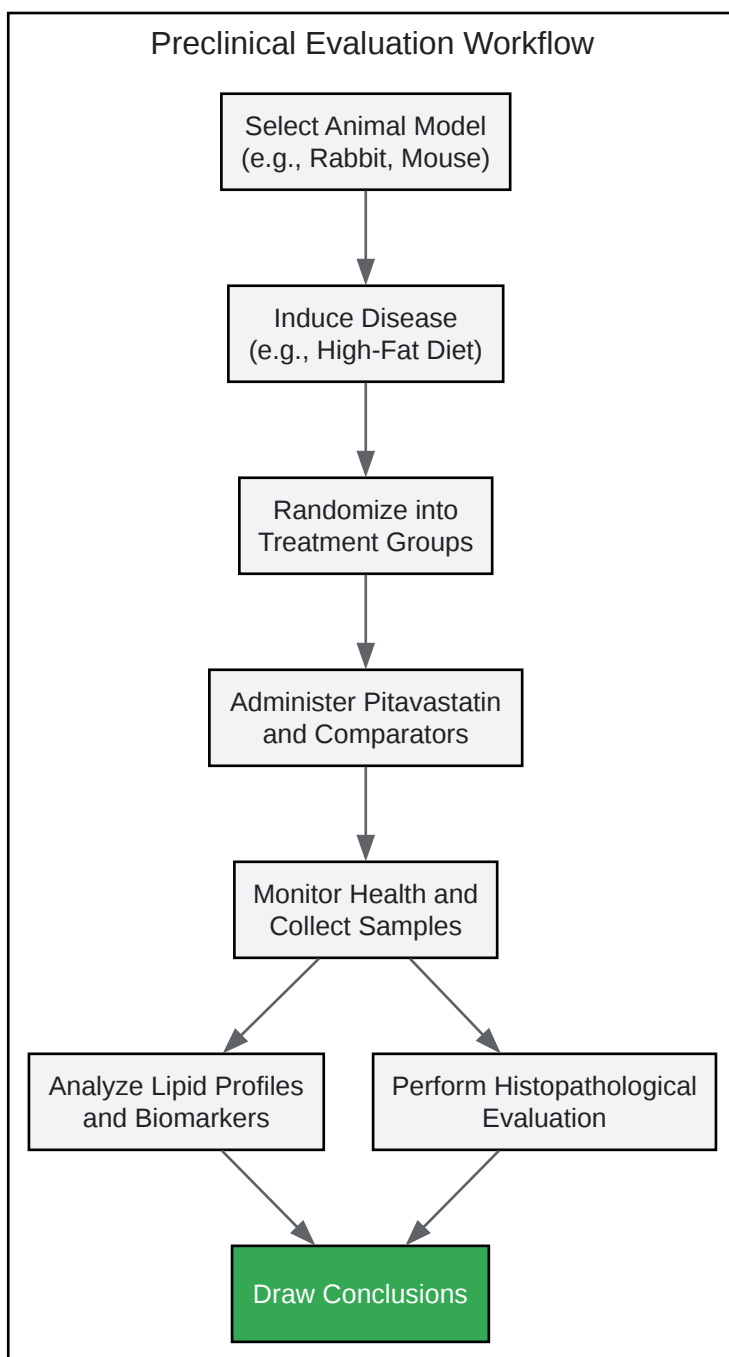 Preclinical Evaluation Workflow
Select Animal Model
(e.g., Rabbit, Mouse)
Induce Disease
(e.g., High-Fat Diet)
Randomize into
Treatment Groups
Administer Pitavastatin
and Comparators
Monitor Health and
Collect Samples
Analyze Lipid Profiles
and Biomarkers
Perform Histopathological
Evaluation
Draw Conclusions